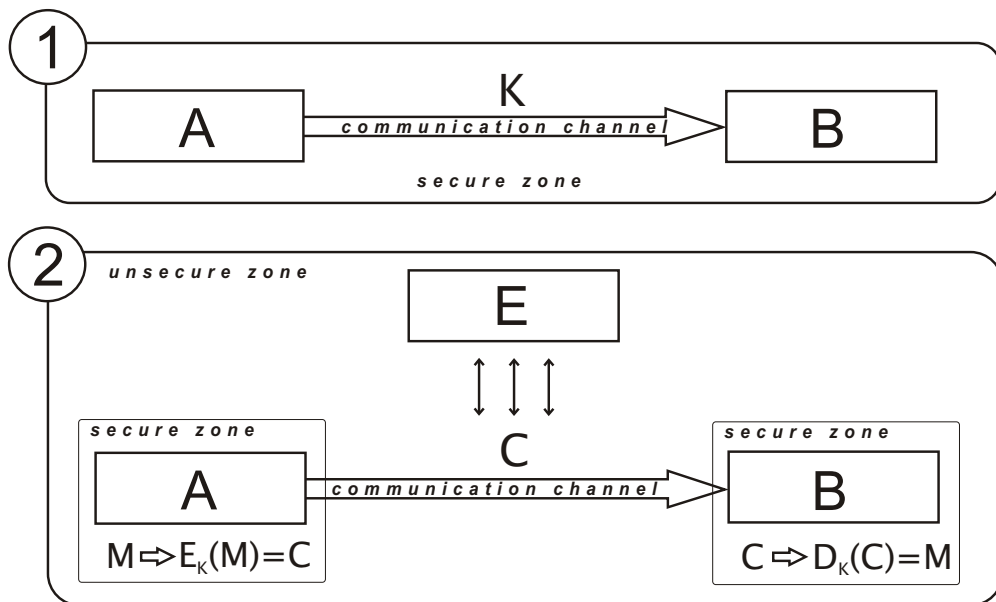 1
K
A
communication channel
B
secure zone
2
unsecure zone
E
secure zone
secure zone
C
A
communication channel
B
M⇨E_K(M)=C
C⇨D_K(C)=M